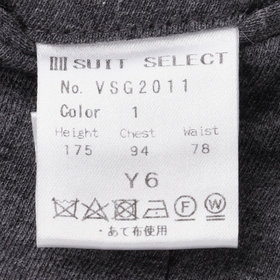 SUIT SELECT
No. VSG2011
Color 1
Height Chest Waist
175 94 78
Y6
F W
・あて布使用